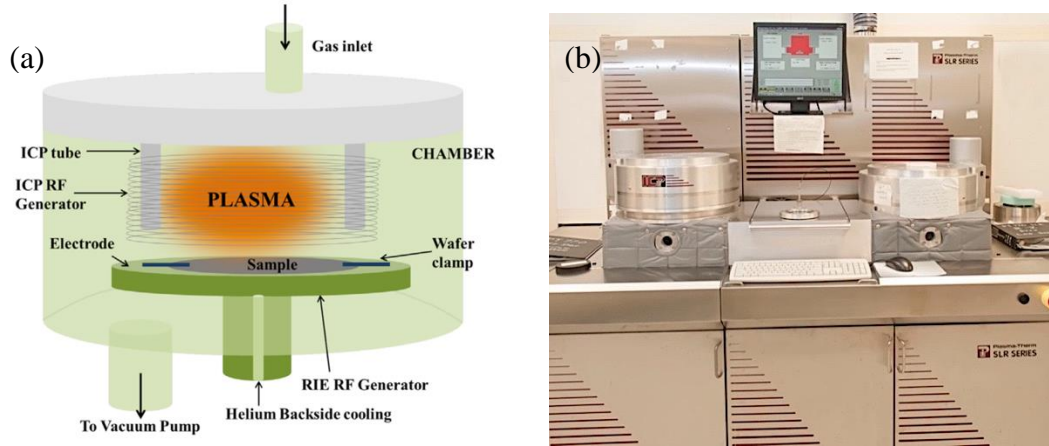 (a)
Gas inlet
ICP tube
CHAMBER
ICP RF
Generator
PLASMA
Electrode
Wafer
clamp
Sample
RIE RF Generator
Helium Backside cooling
To Vacuum Pump
(b)
Plasma-Therm
SLR SERIES
ICP
Plasma-Therm
SLR SERIES